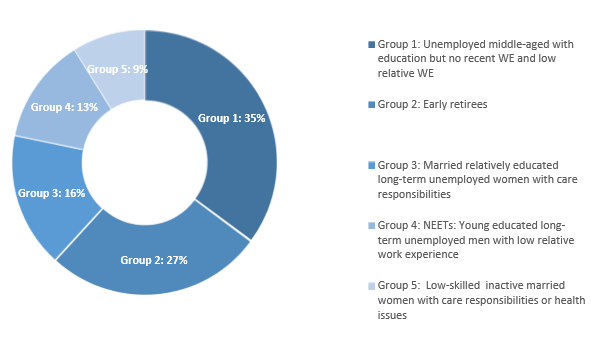 Group 5: 9%
Group 4: 13%
Group 1: 35%
Group 3: 16%
Group 2: 27%
Group 1: Unemployed middle-aged with
education but no recent WE and low
relative WE
Group 2: Early retirees
Group 3: Married relatively educated
long-term unemployed women with care
responsibilities
Group 4: NEETs: Young educated long-
term unemployed men with low relative
work experience
Group 5:  Low-skilled  inactive married
women with care responsibilities or health
issues